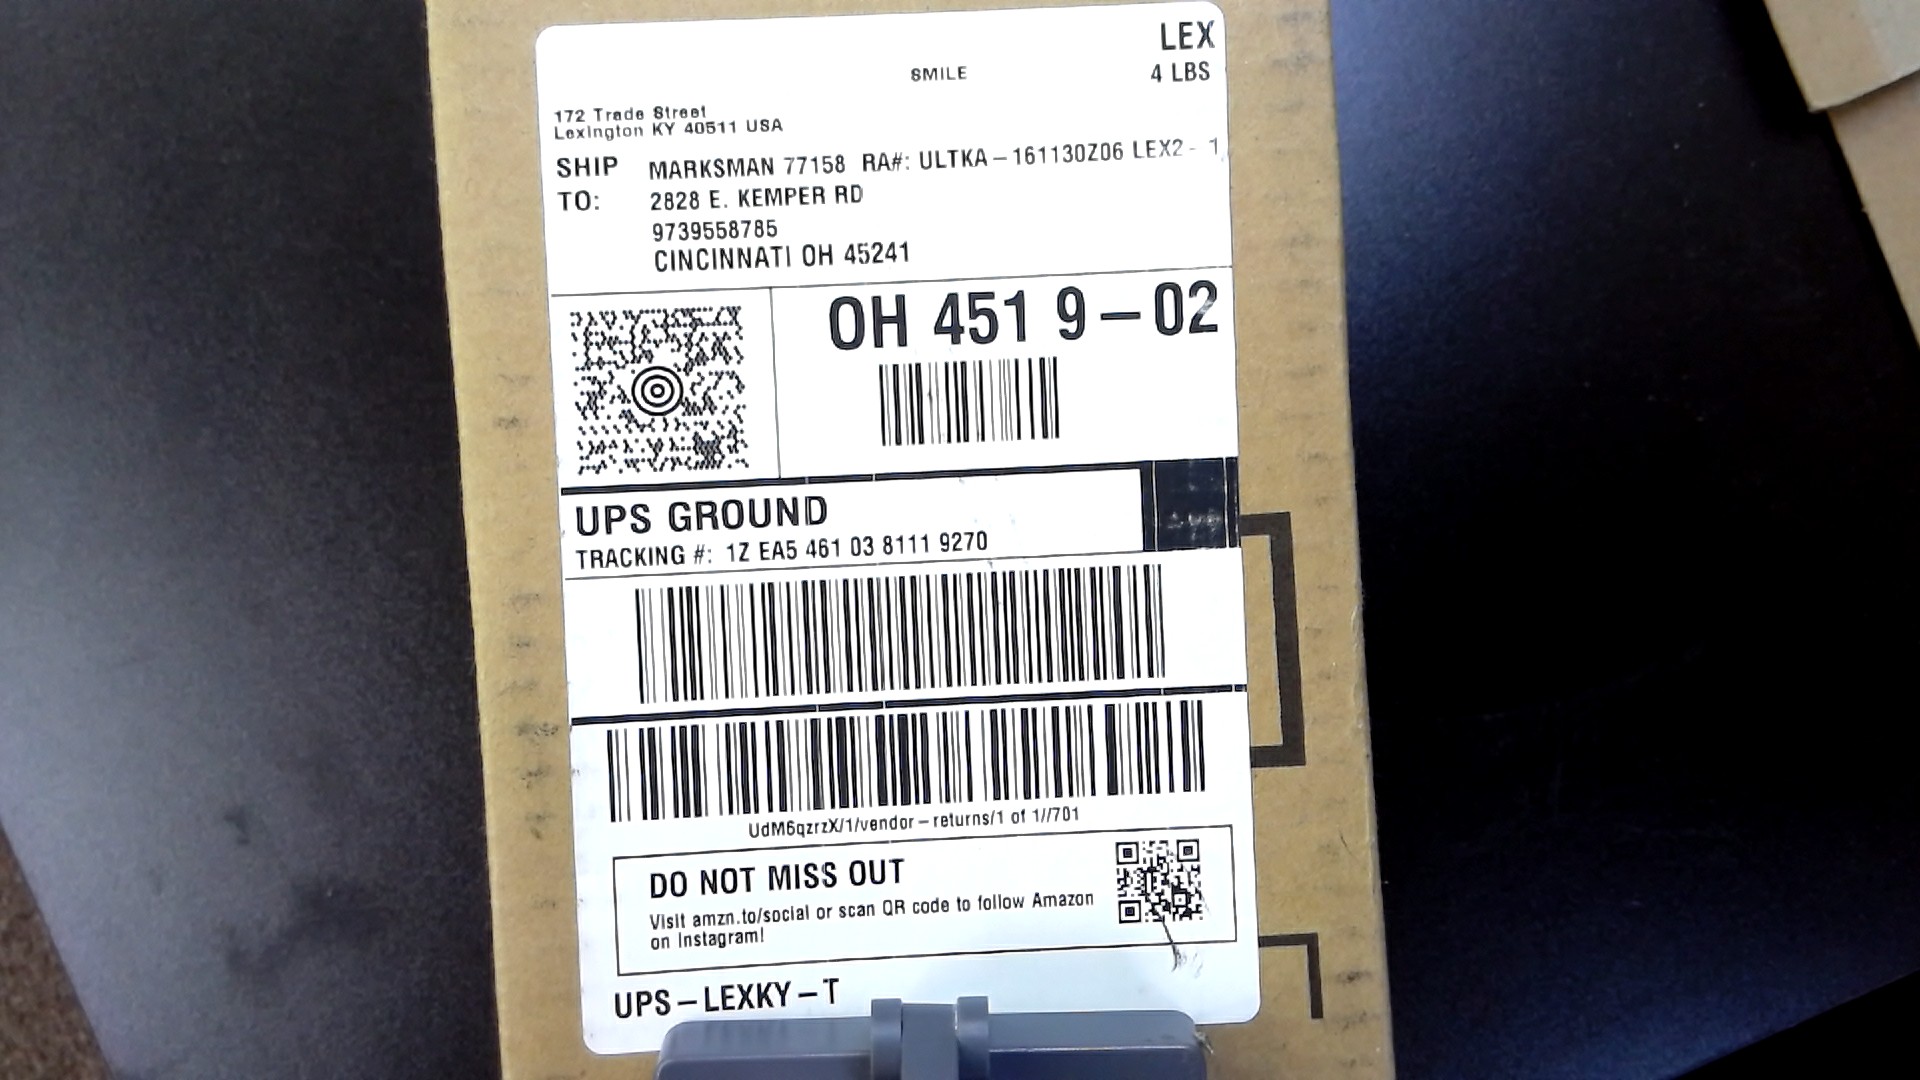 LEX
SMILE
4 LBS
172 Trade Street
Lexington KY 40511 USA
SHIP TO:
MARKSMAN 77158 RA#: ULTKA-161130Z06 LEX2- 1
2828 E. KEMPER RD
9739558785
CINCINNATI OH 45241
OH 451 9-02
UPS GROUND
TRACKING #: 1Z EA5 461 03 8111 9270
UdM6qzrzX/1/vendor-returns/1 of 1//701
DO NOT MISS OUT
Visit amzn.to/social or scan QR code to follow Amazon
on Instagram!
UPS-LEXKY-T